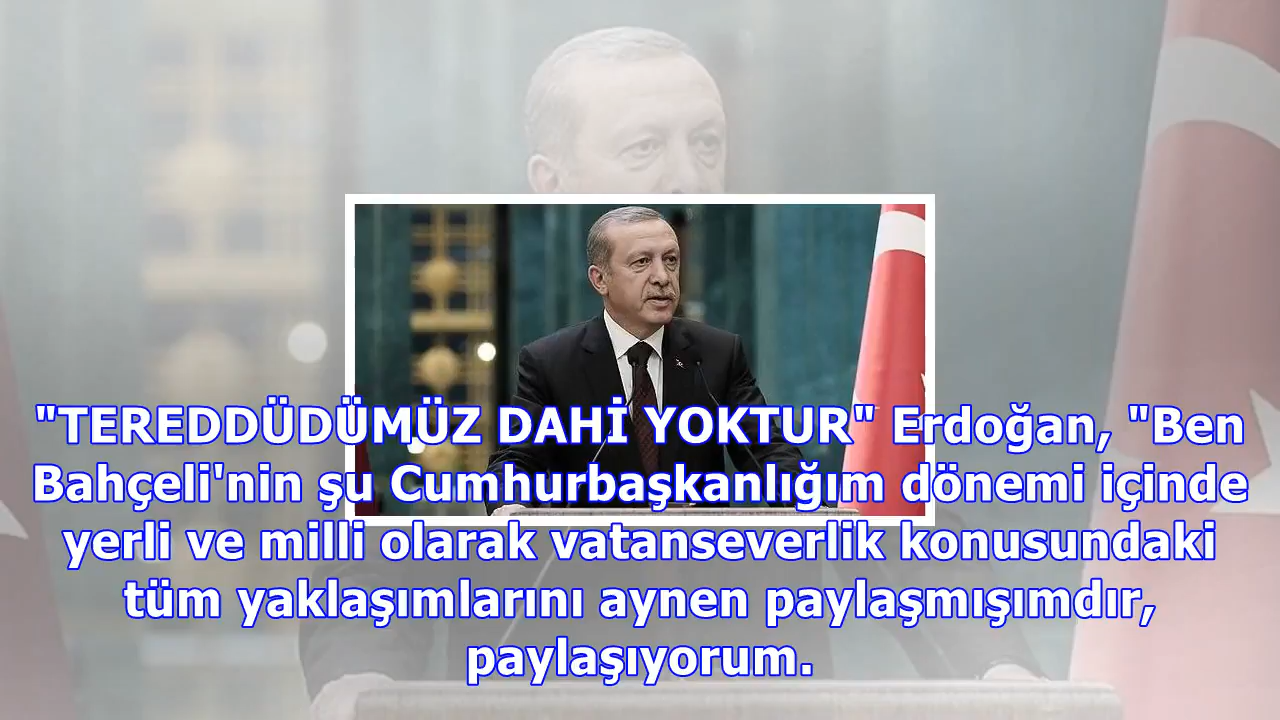 "TEREDDÜDÜMÜZ DAHİ YOKTUR" Erdoğan, "Ben
Bahçeli'nin şu Cumhurbaşkanlığım dönemi içinde
yerli ve milli olarak vatanseverlik konusundaki
tüm yaklaşımlarını aynen paylaşmışımdır,
paylaşıyorum.